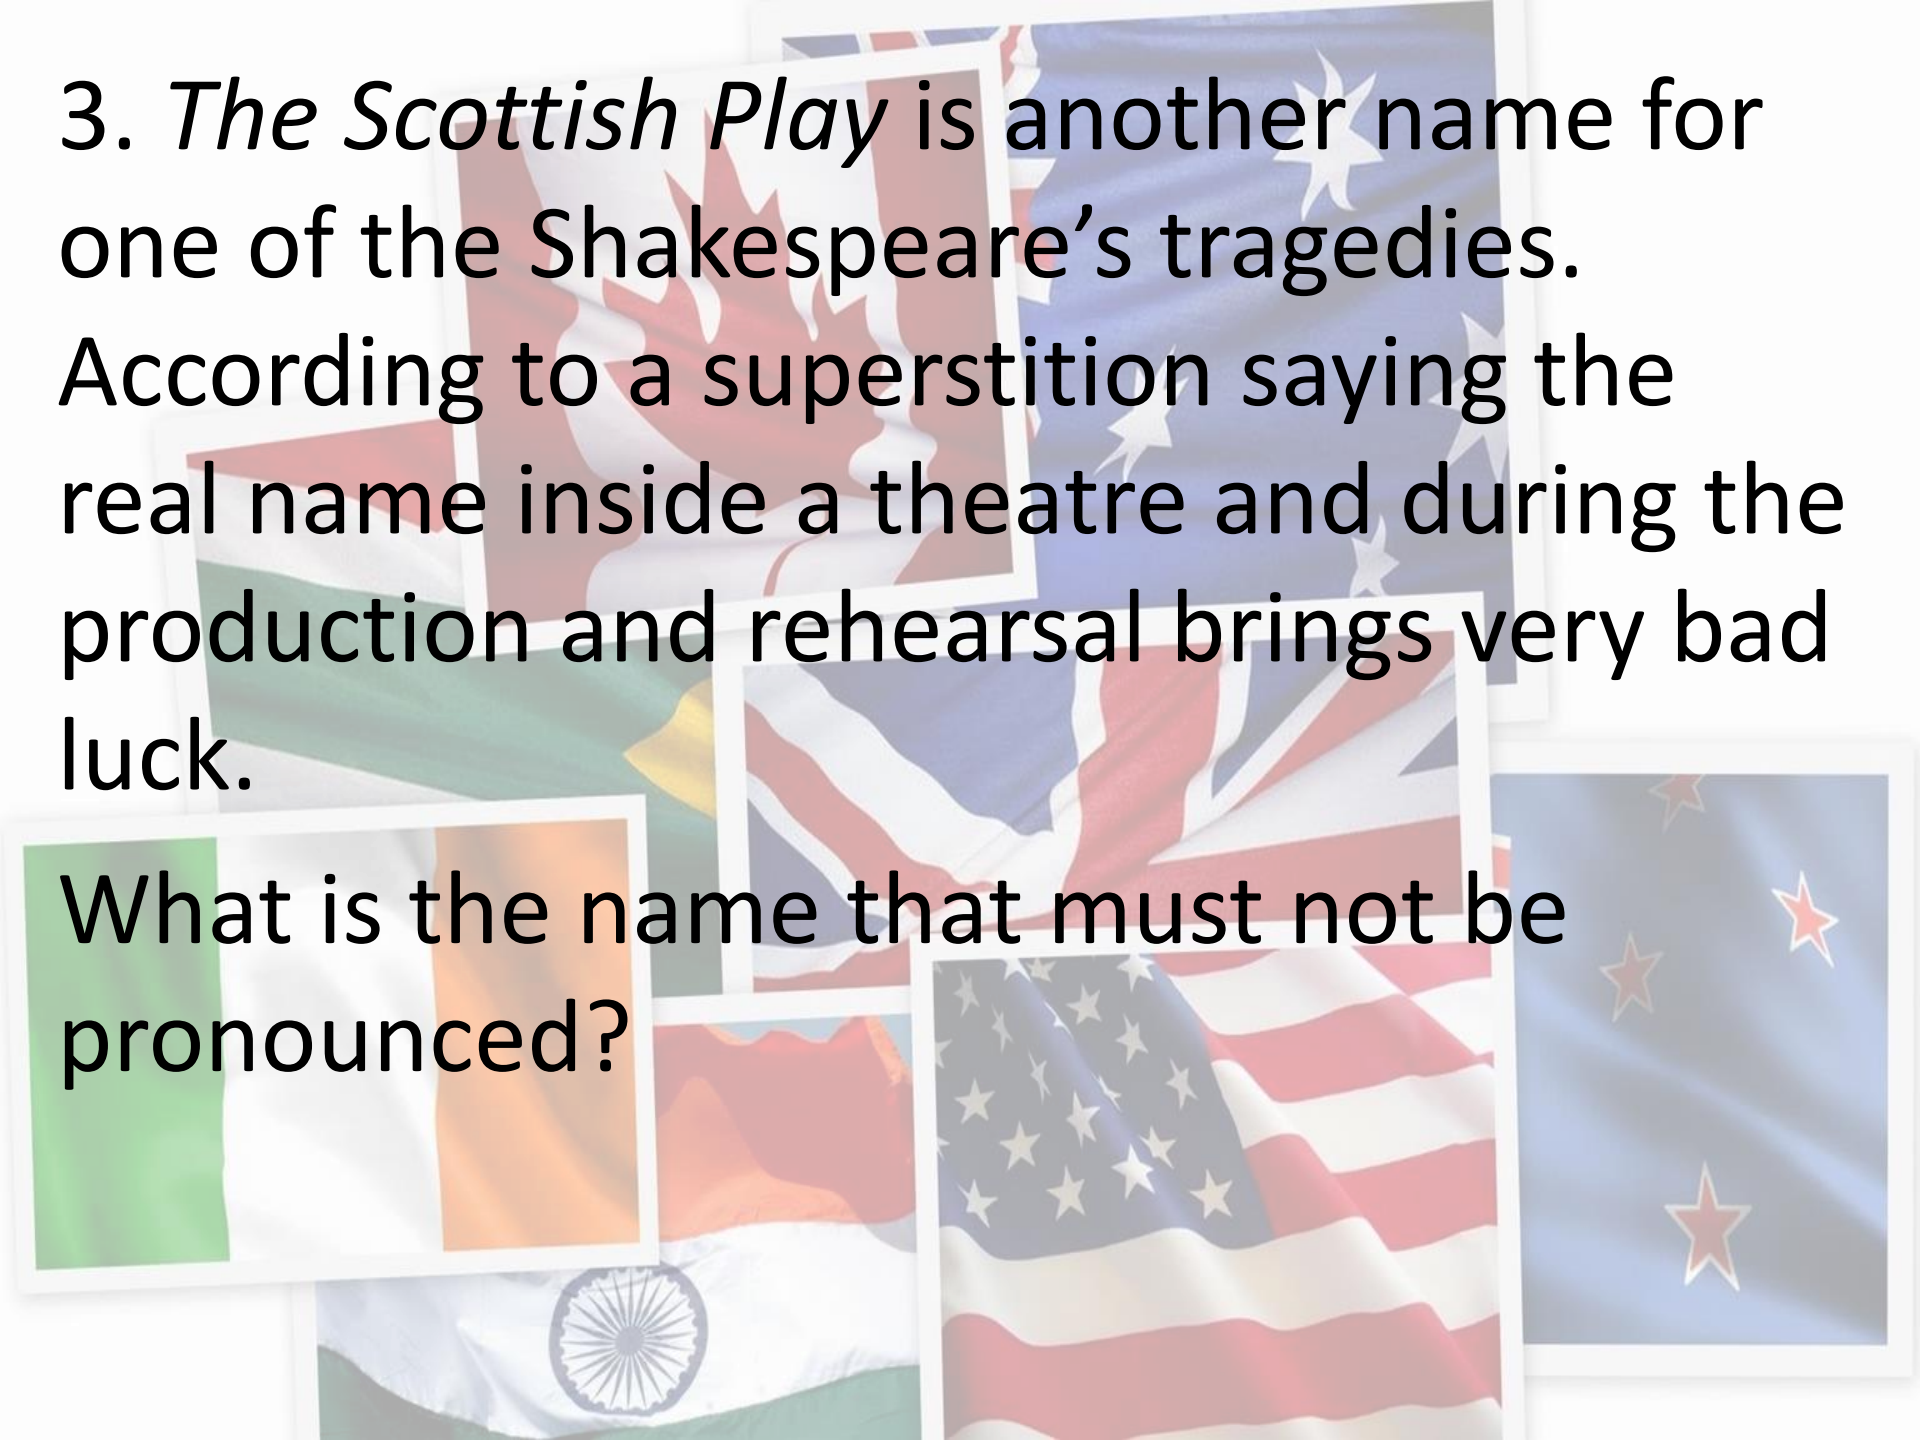 3. The Scottish Play is another name for
one of the Shakespeare’s tragedies.
According to a superstition saying the
real name inside a theatre and during the
production and rehearsal brings very bad
luck.
What is the name that must not be
pronounced?